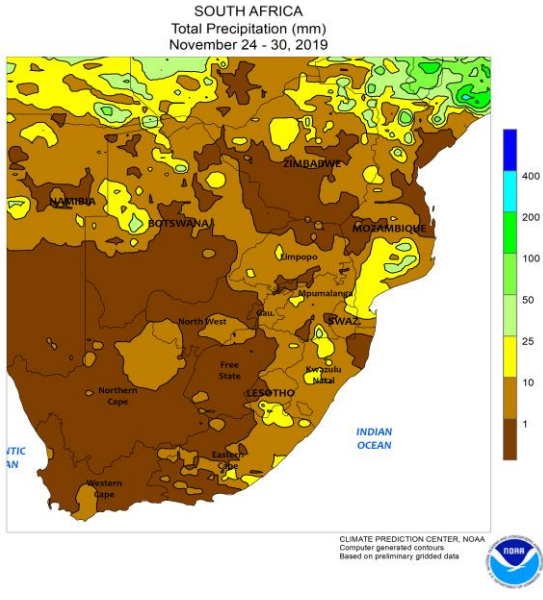 SOUTH AFRICA
Total Precipitation (mm)
November 24 - 30, 2019
ZIMBABWE
NAMIBIA
BOTSWANA
MOZAMBIQUE
Limpopo
Mpumalanga
Gau.
North West
SWAZ.
Free
State
Kwazulu
Natal
Northern
Cape
LESOTHO
INDIAN
OCEAN
NTIC
AN
Eastern
Cape
Western
Cape
400
200
100
50
25
10
1
CLIMATE PREDICTION CENTER, NOAA
Computer generated contours
Based on preliminary gridded data
NOAA